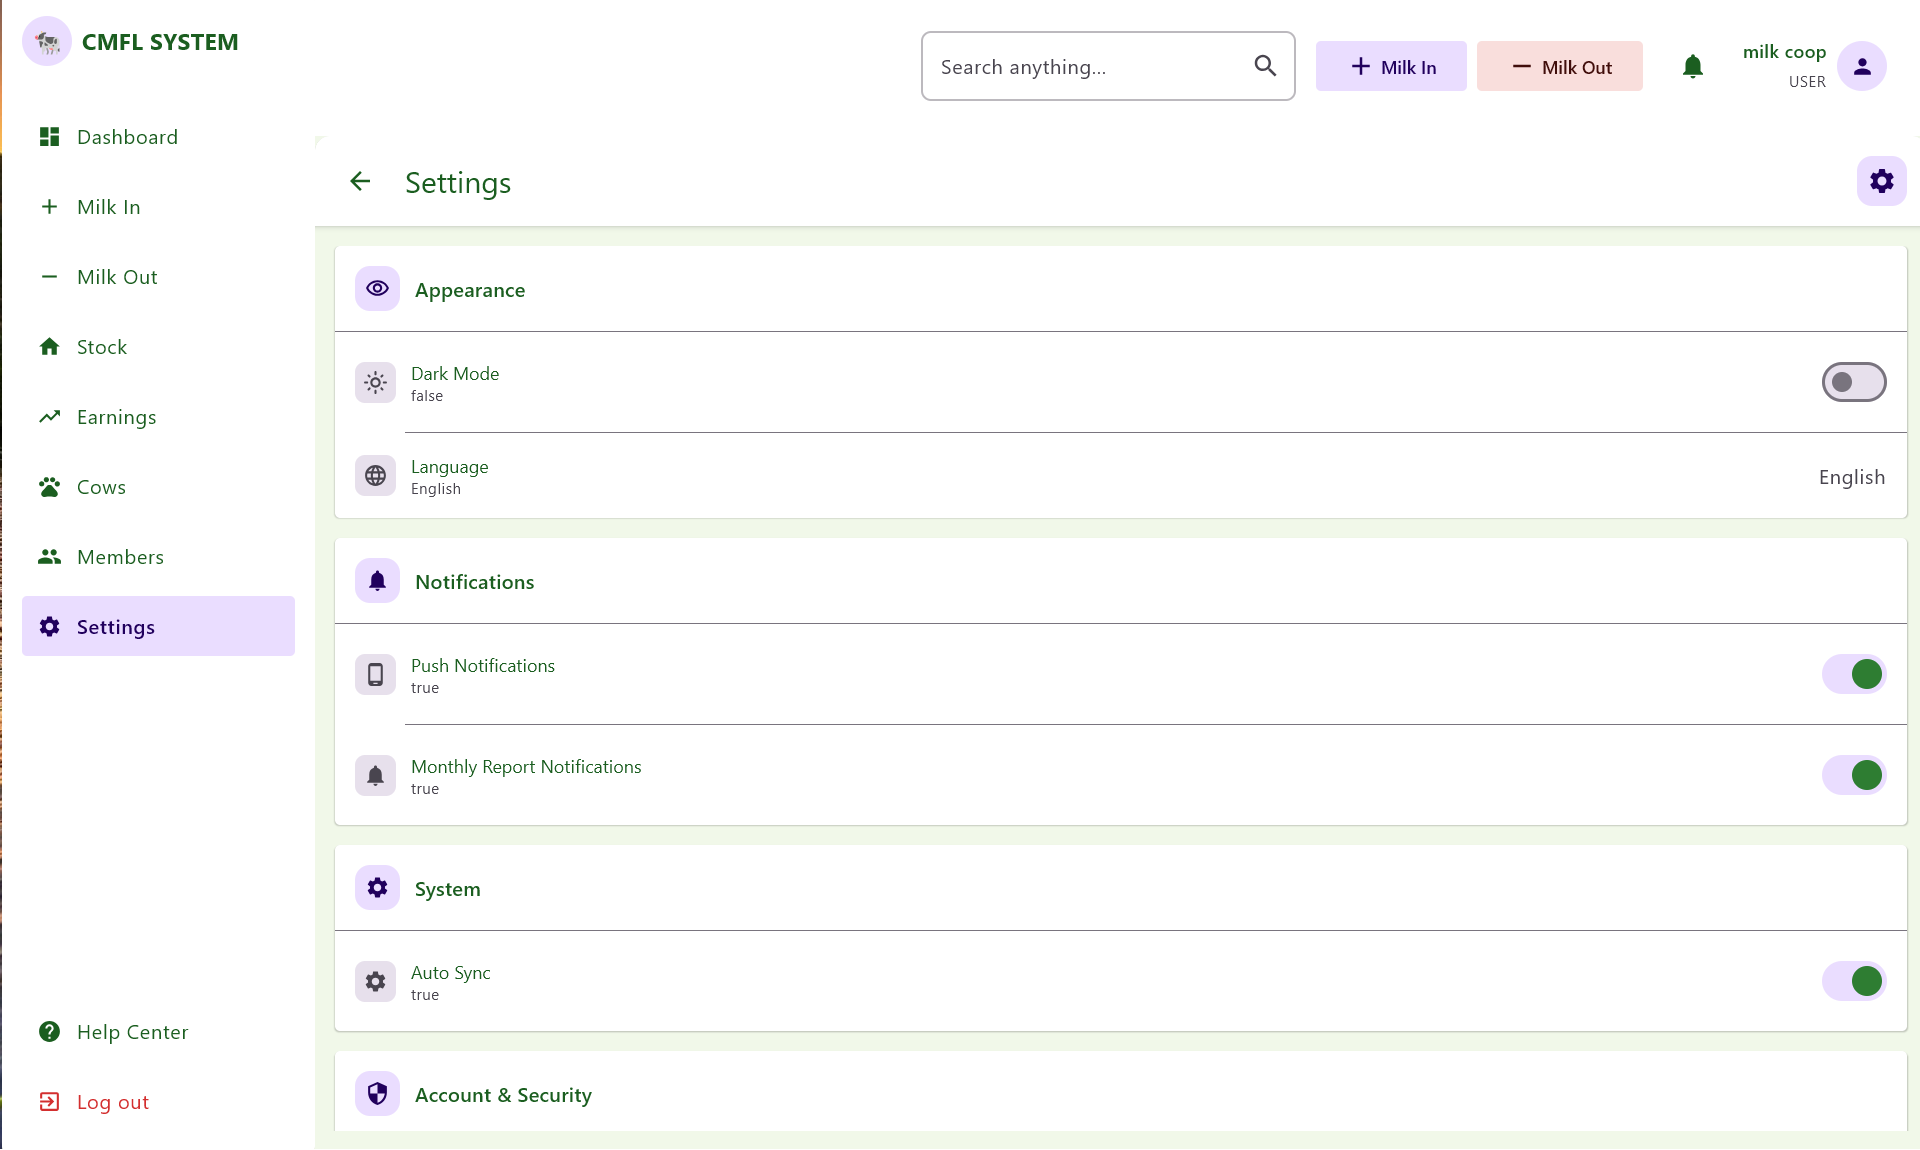 CMFL SYSTEM
Search anything...
Milk In
Milk Out
milk coop
USER
Dashboard
Milk In
Milk Out
Stock
Earnings
Cows
Members
Settings
Help Center
Log out
Settings
Appearance
Dark Mode
false
Language
English
English
Notifications
Push Notifications
true
Monthly Report Notifications
true
System
Auto Sync
true
Account & Security